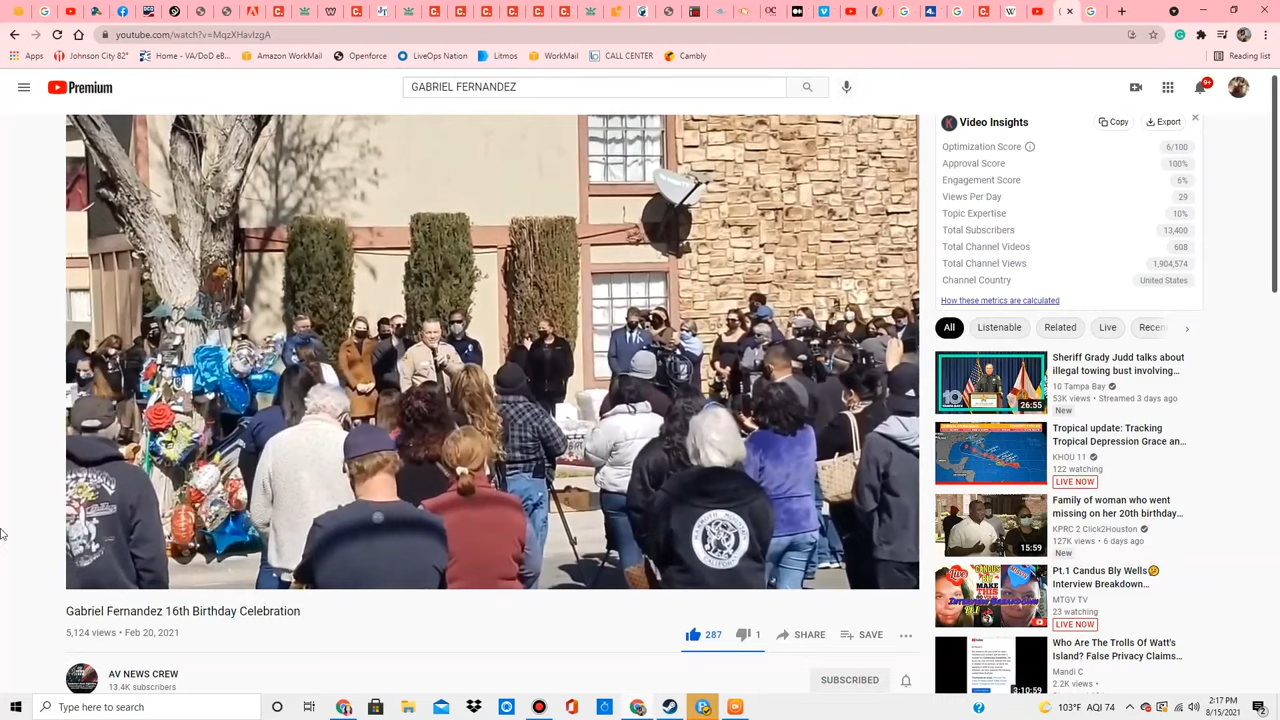 youtube.com/watch?v=MqzXHavIzgA
Apps
Johnson City 82°
Home - VA/DoD eB...
Amazon WorkMail
Openforce
LiveOps Nation
Litmos
WorkMail
CALL CENTER
Cambly
Reading list
Premium
GABRIEL FERNANDEZ
9+
Video Insights
Copy
Export
Optimization Score
6/100
Approval Score
100%
Engagement Score
6%
Views Per Day
29
Topic Expertise
10%
Total Subscribers
13,400
Total Channel Videos
608
Total Channel Views
1,904,574
Channel Country
United States
How these metrics are calculated
All
Listenable
Related
Live
Recen
Sheriff Grady Judd talks about
illegal towing bust involving...
10 Tampa Bay
53K views • Streamed 3 days ago
New
26:55
Tropical update: Tracking
Tropical Depression Grace an...
KHOU 11
122 watching
LIVE NOW
Family of woman who went
missing on her 20th birthday...
KPRC 2 Click2Houston
127K views • 6 days ago
New
15:59
Pt.1 Candus Bly Wells
Interview Breakdown...
MTGV TV
23 watching
LIVE NOW
Who Are The Trolls Of Watt's
Island? False Privacy Claims...
Mandi C
2.2K views •
3:10:59
Gabriel Fernandez 16th Birthday Celebration
5,124 views • Feb 20, 2021
287
1
SHARE
SAVE
13.4K subscribers
SUBSCRIBED
Type here to search
103°F AQI 74
2:17 PM
8/15/2021
2